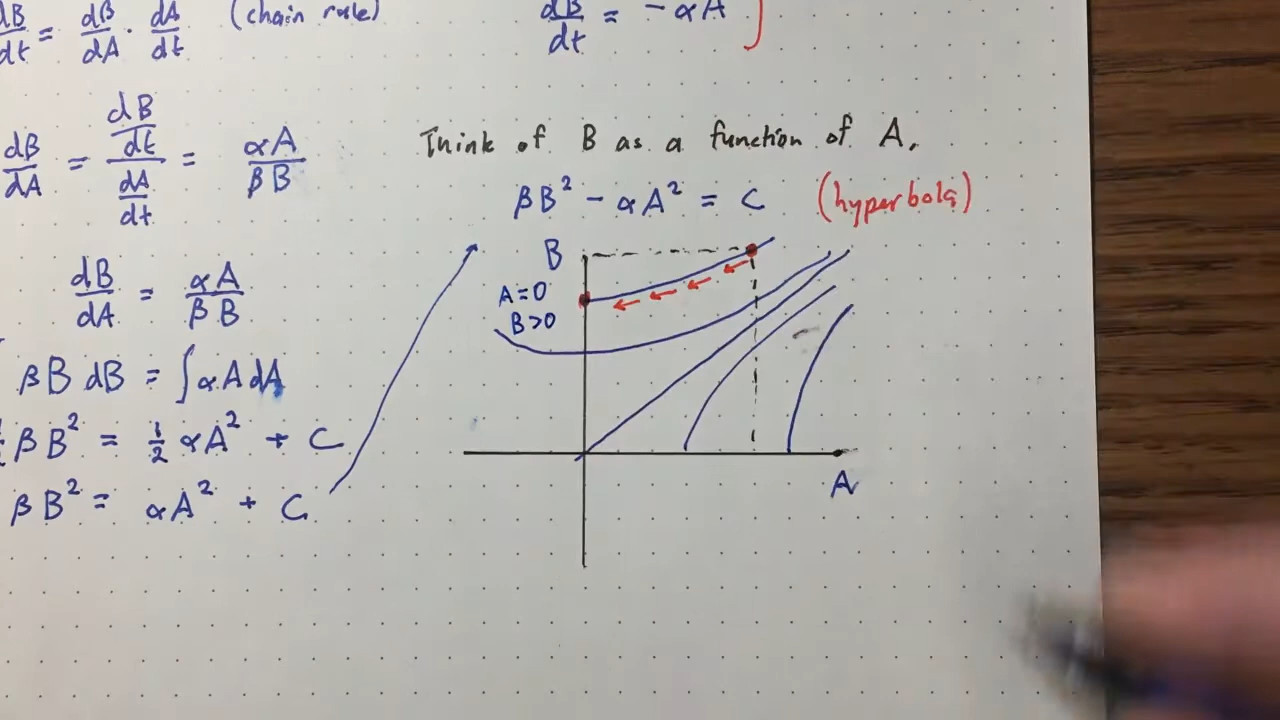 dB/dt = dB/dA · dA/dt (chain rule)
dB/dt = -αA
dB/dA = (dB/dt)/(dA/dt) = αA/βB
dB/dA = αA/βB
βB dB = ∫αA dA
½βB² = ½αA² + C
βB² = αA² + C
Think of B as a function of A.
βB² - αA² = C (hyperbola)
B
A=0
B>0
A